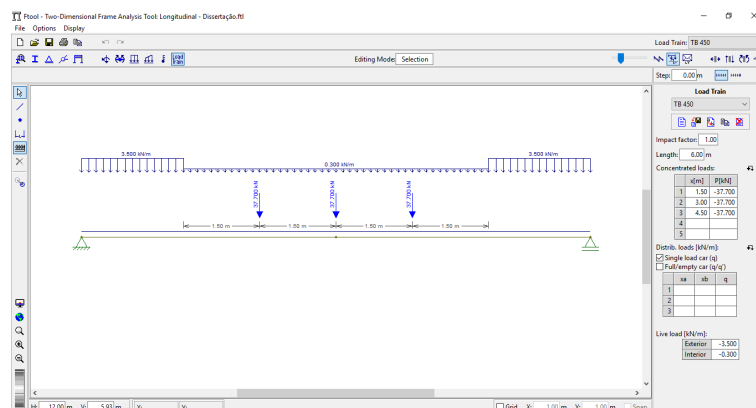 Ftool - Two-Dimensional Frame Analysis Tool: Longitudinal - Dissertação.ftl
File Options Display
Load Train: TB 450
Load Train
Editing Mode: Selection
Step: 0.00 m
Load Train
TB 450
Impact factor: 1.00
Length: 6.00 m
Concentrated loads:
x[m] P[kN]
1 1.50 -37.700
2 3.00 -37.700
3 4.50 -37.700
4
5
Distrib. loads [kN/m]:
Single load car (q)
Full/empty car (q/q')
xa xb q
1
2
3
Live load [kN/m]:
Exterior -3.500
Interior -0.300
3.500 kN/m
0.300 kN/m
3.500 kN/m
37.700 kN
37.700 kN
37.700 kN
1.50 m
1.50 m
1.50 m
1.50 m
H: 12.00 m V: 5.93 m X: Y:
Grid X: 1.00 m Y: 1.00 m Snap